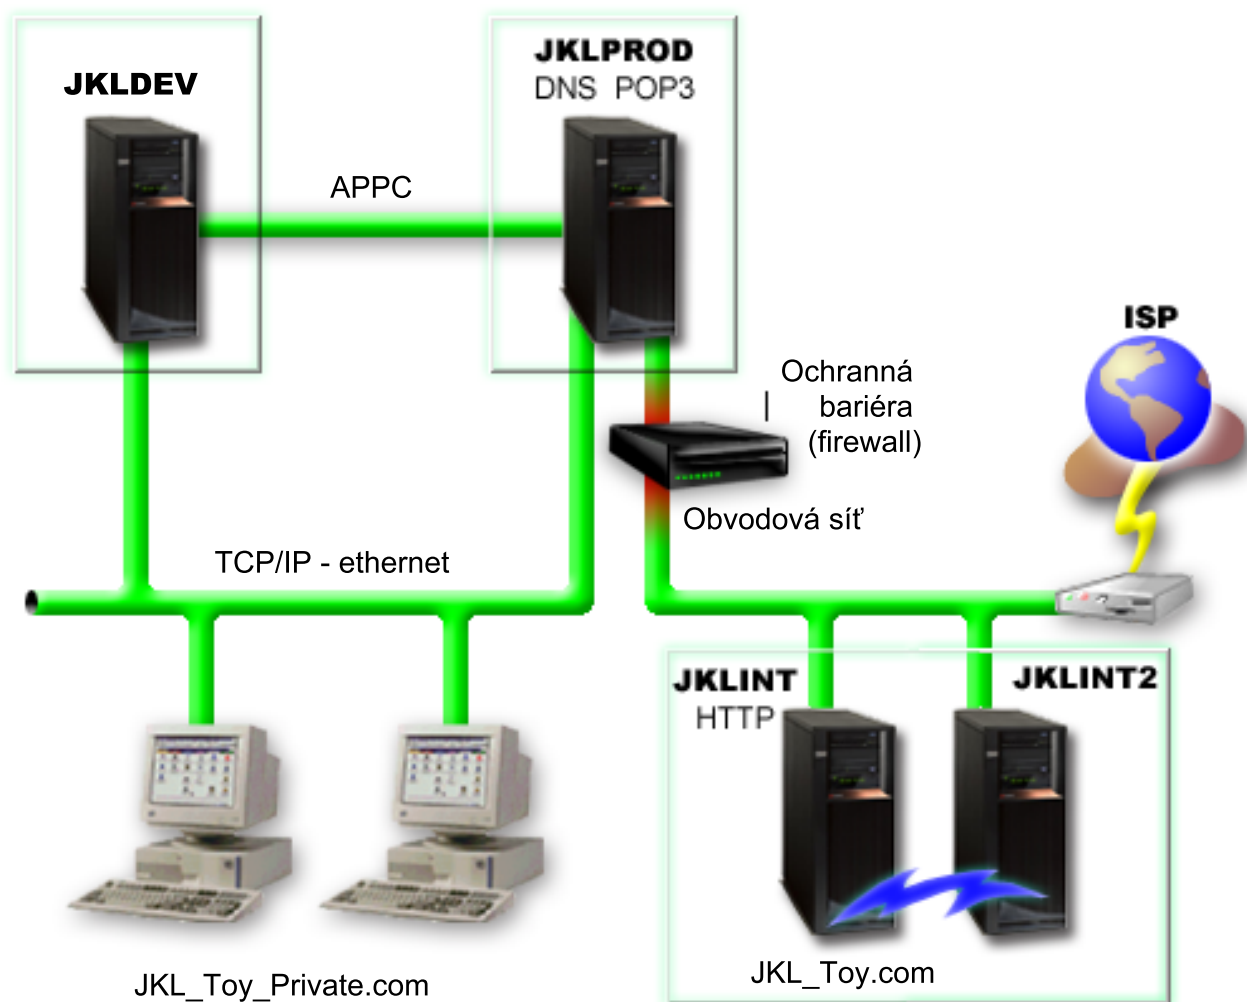 JKLDEV
JKLPROD
DNS POP3
APPC
ISP
Ochranná
bariéra
(firewall)
Obvodová síť
TCP/IP - ethernet
JKLINT
HTTP
JKLINT2
JKL_Toy_Private.com
JKL_Toy.com